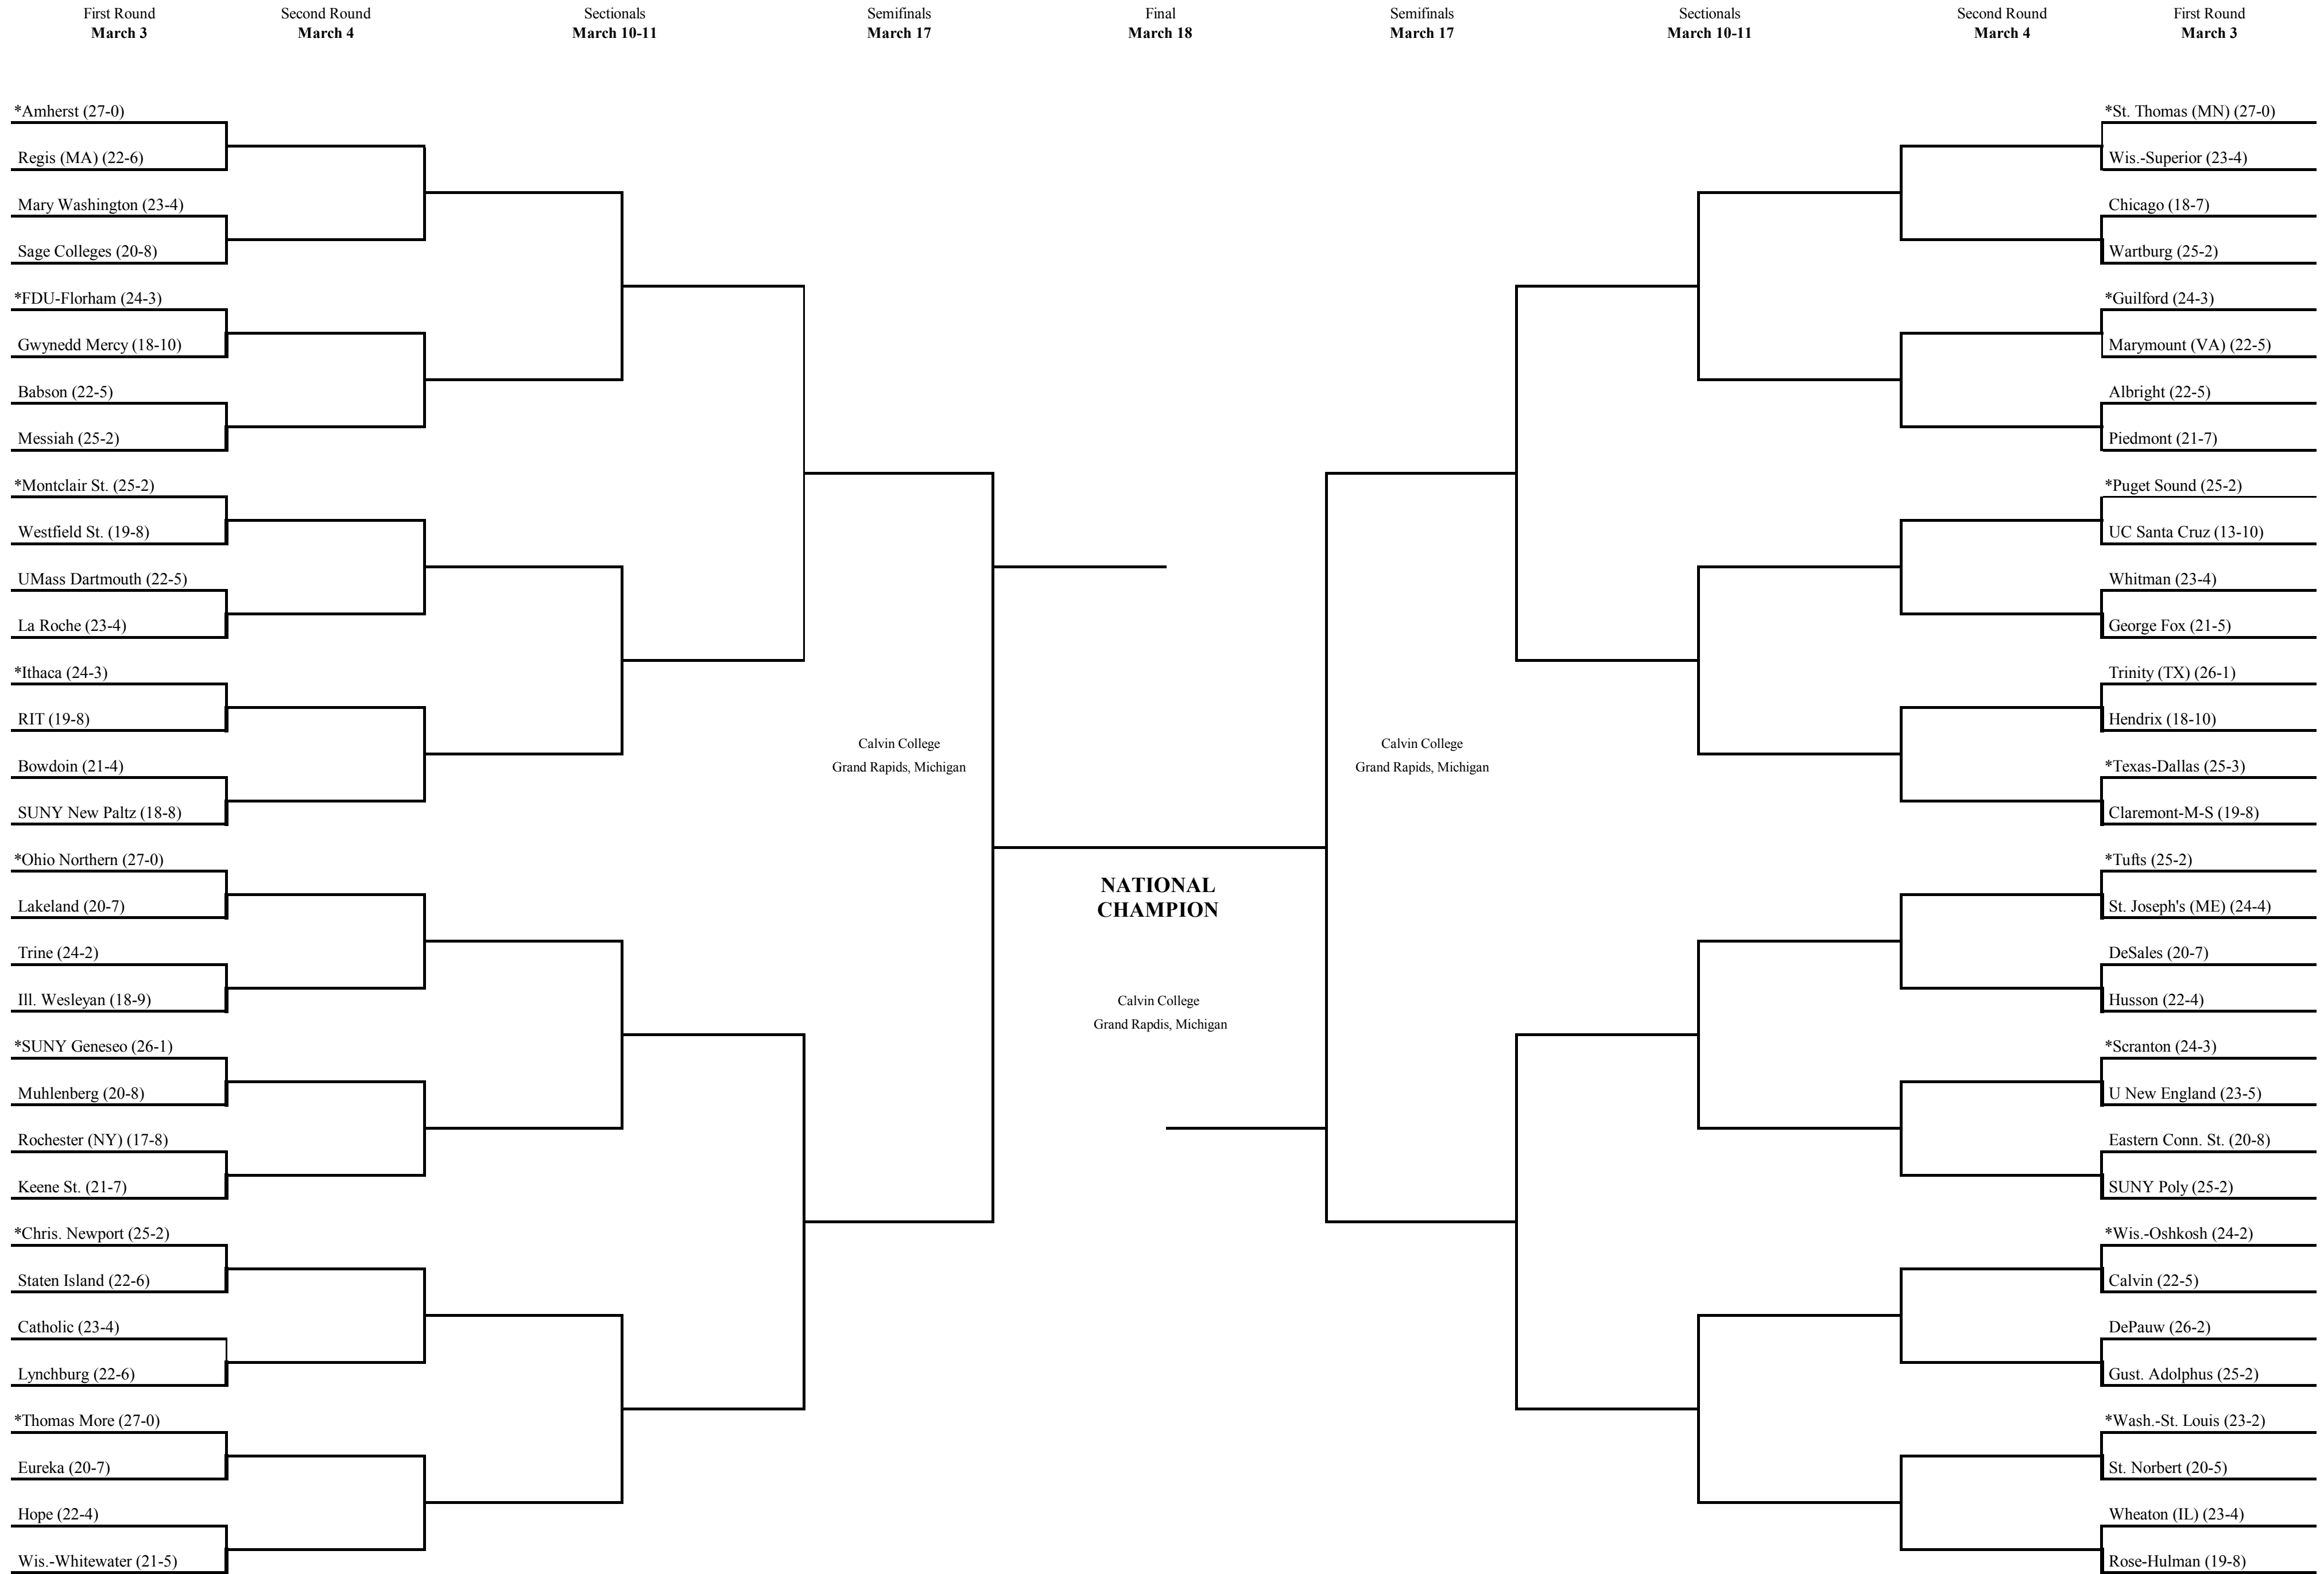 First Round
March 3
Second Round
March 4
Sectionals
March 10-11
Semifinals
March 17
Final
March 18
Semifinals
March 17
Sectionals
March 10-11
Second Round
March 4
First Round
March 3
*Amherst (27-0)
Regis (MA) (22-6)
Mary Washington (23-4)
Sage Colleges (20-8)
*FDU-Florham (24-3)
Gwynedd Mercy (18-10)
Babson (22-5)
Messiah (25-2)
*Montclair St. (25-2)
Westfield St. (19-8)
UMass Dartmouth (22-5)
La Roche (23-4)
*Ithaca (24-3)
RIT (19-8)
Bowdoin (21-4)
SUNY New Paltz (18-8)
*Ohio Northern (27-0)
Lakeland (20-7)
Trine (24-2)
Ill. Wesleyan (18-9)
*SUNY Geneseo (26-1)
Muhlenberg (20-8)
Rochester (NY) (17-8)
Keene St. (21-7)
*Chris. Newport (25-2)
Staten Island (22-6)
Catholic (23-4)
Lynchburg (22-6)
*Thomas More (27-0)
Eureka (20-7)
Hope (22-4)
Wis.-Whitewater (21-5)
Calvin College
Grand Rapids, Michigan
NATIONAL
CHAMPION
Calvin College
Grand Rapdis, Michigan
Calvin College
Grand Rapids, Michigan
*St. Thomas (MN) (27-0)
Wis.-Superior (23-4)
Chicago (18-7)
Wartburg (25-2)
*Guilford (24-3)
Marymount (VA) (22-5)
Albright (22-5)
Piedmont (21-7)
*Puget Sound (25-2)
UC Santa Cruz (13-10)
Whitman (23-4)
George Fox (21-5)
Trinity (TX) (26-1)
Hendrix (18-10)
*Texas-Dallas (25-3)
Claremont-M-S (19-8)
*Tufts (25-2)
St. Joseph's (ME) (24-4)
DeSales (20-7)
Husson (22-4)
*Scranton (24-3)
U New England (23-5)
Eastern Conn. St. (20-8)
SUNY Poly (25-2)
*Wis.-Oshkosh (24-2)
Calvin (22-5)
DePauw (26-2)
Gust. Adolphus (25-2)
*Wash.-St. Louis (23-2)
St. Norbert (20-5)
Wheaton (IL) (23-4)
Rose-Hulman (19-8)